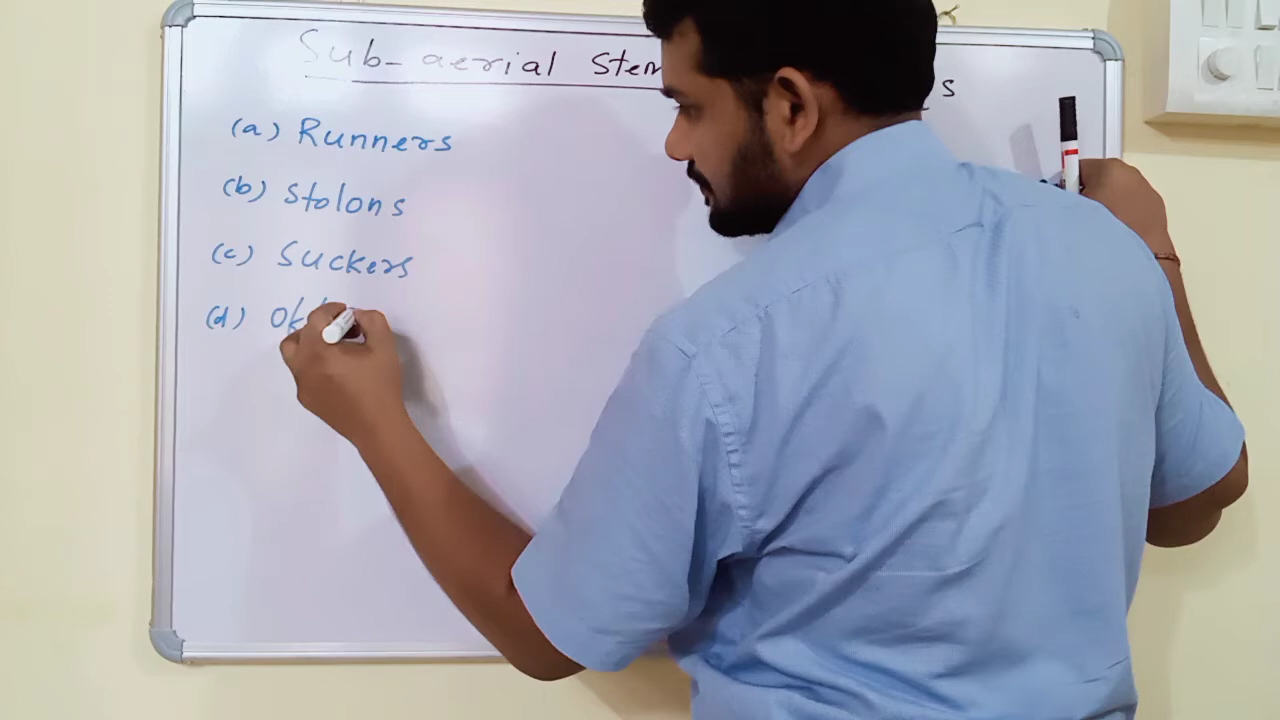 Sub-aerial Stem s
(a) Runners
(b) Stolons
(c) Suckers
(d) Of